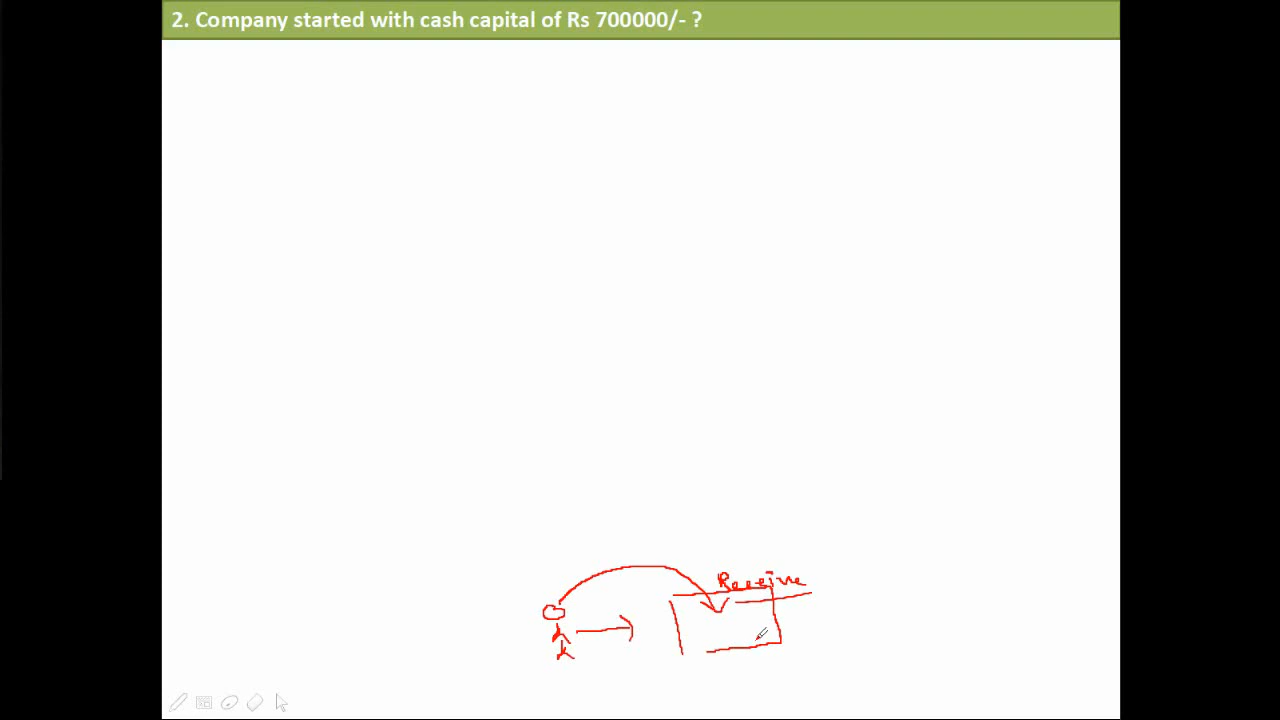 2. Company started with cash capital of Rs 700000/- ?
Receive